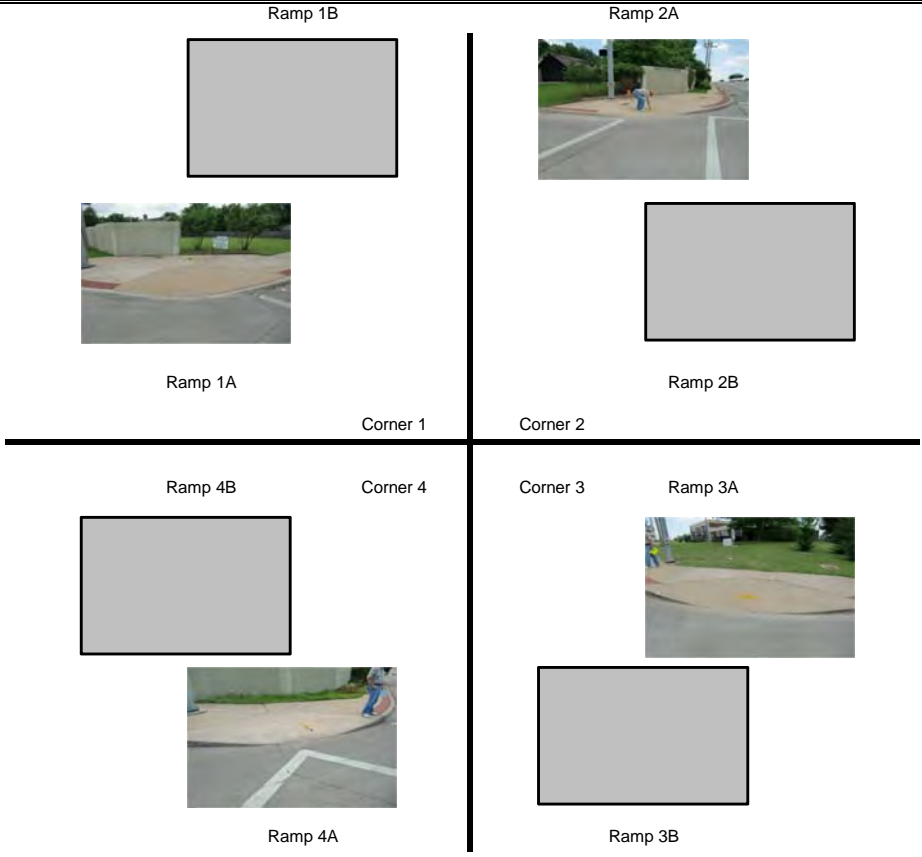 Ramp 1B
Ramp 2A
Ramp 1A
Ramp 2B
Corner 1
Corner 2
Ramp 4B
Corner 4
Corner 3
Ramp 3A
Ramp 4A
Ramp 3B